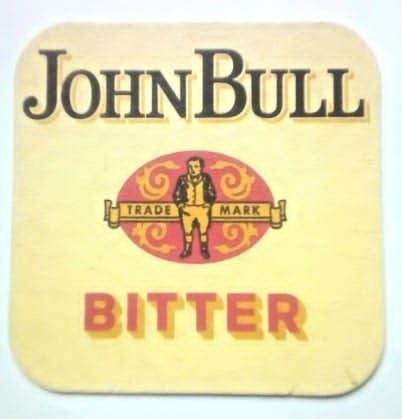 JOHN BULL
TRADE MARK
BITTER